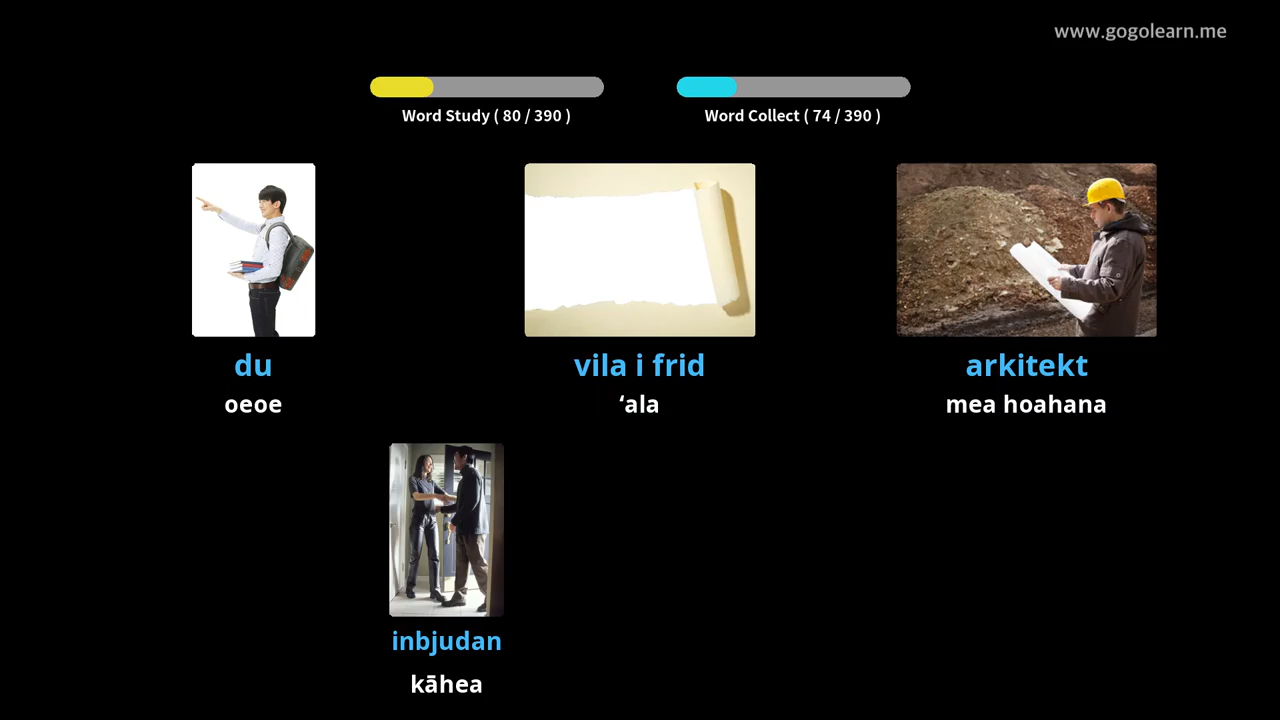 www.gogolearn.me
Word Study ( 80 / 390 )
Word Collect ( 74 / 390 )
du
oeoe
vila i frid
ʻala
arkitekt
mea hoahana
inbjudan
kāhea